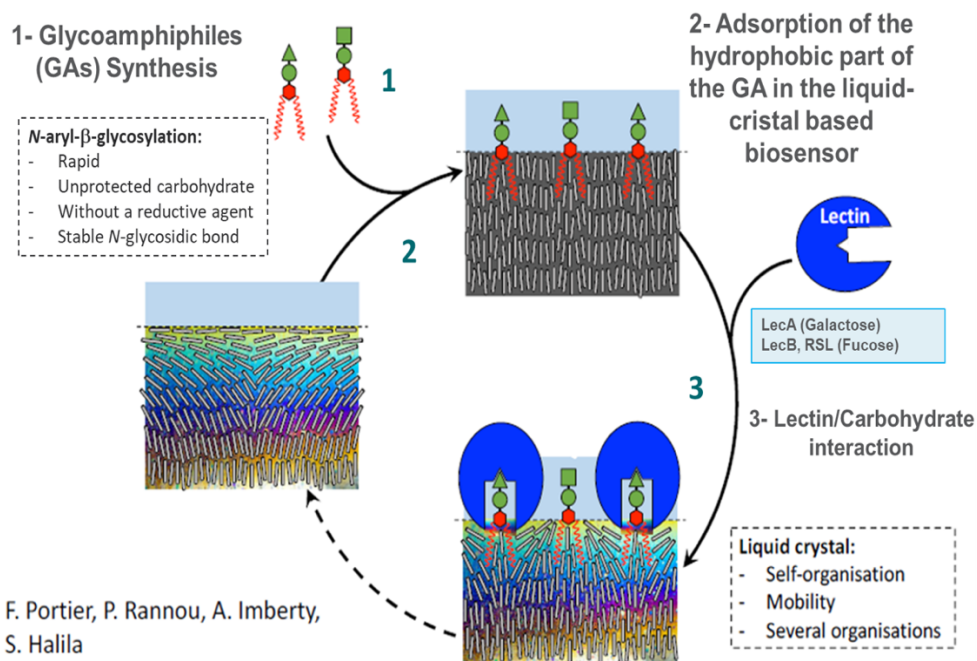 1- Glycoamphiphiles
(GAs) Synthesis
1
N-aryl-β-glycosylation:
- Rapid
- Unprotected carbohydrate
- Without a reductive agent
- Stable N-glycosidic bond
2
2- Adsorption of the
hydrophobic part of
the GA in the liquid-
cristal based
biosensor
Lectin
LecA (Galactose)
LecB, RSL (Fucose)
3
3- Lectin/Carbohydrate
interaction
Liquid crystal:
- Self-organisation
- Mobility
- Several organisations
F. Portier, P. Rannou, A. Imberty,
S. Halila